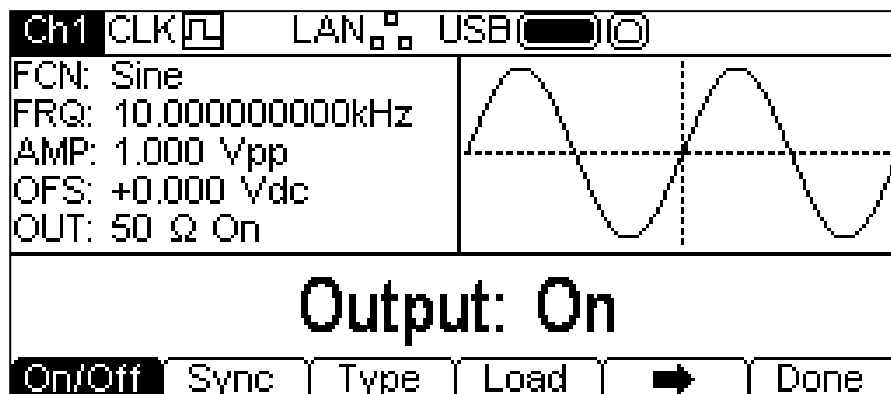 Ch1 CLK LAN USB
FCN: Sine
FRQ: 10.000000000kHz
AMP: 1.000 Vpp
OFS: +0.000 Vdc
OUT: 50 Ω On
Output: On
On/Off Sync Type Load Done